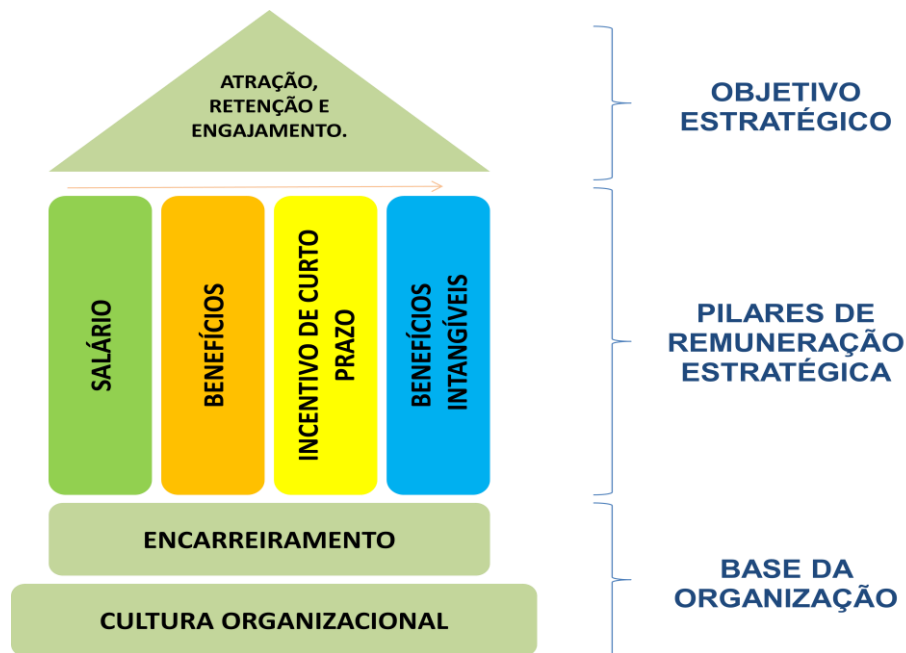 ATRAÇÃO,
RETENÇÃO E
ENGAJAMENTO.
OBJETIVO
ESTRATÉGICO
SALÁRIO
BENEFÍCIOS
INCENTIVO DE CURTO
PRAZO
BENEFÍCIOS
INTANGÍVEIS
PILARES DE
REMUNERAÇÃO
ESTRATÉGICA
ENCARREIRAMENTO
CULTURA ORGANIZACIONAL
BASE DA
ORGANIZAÇÃO